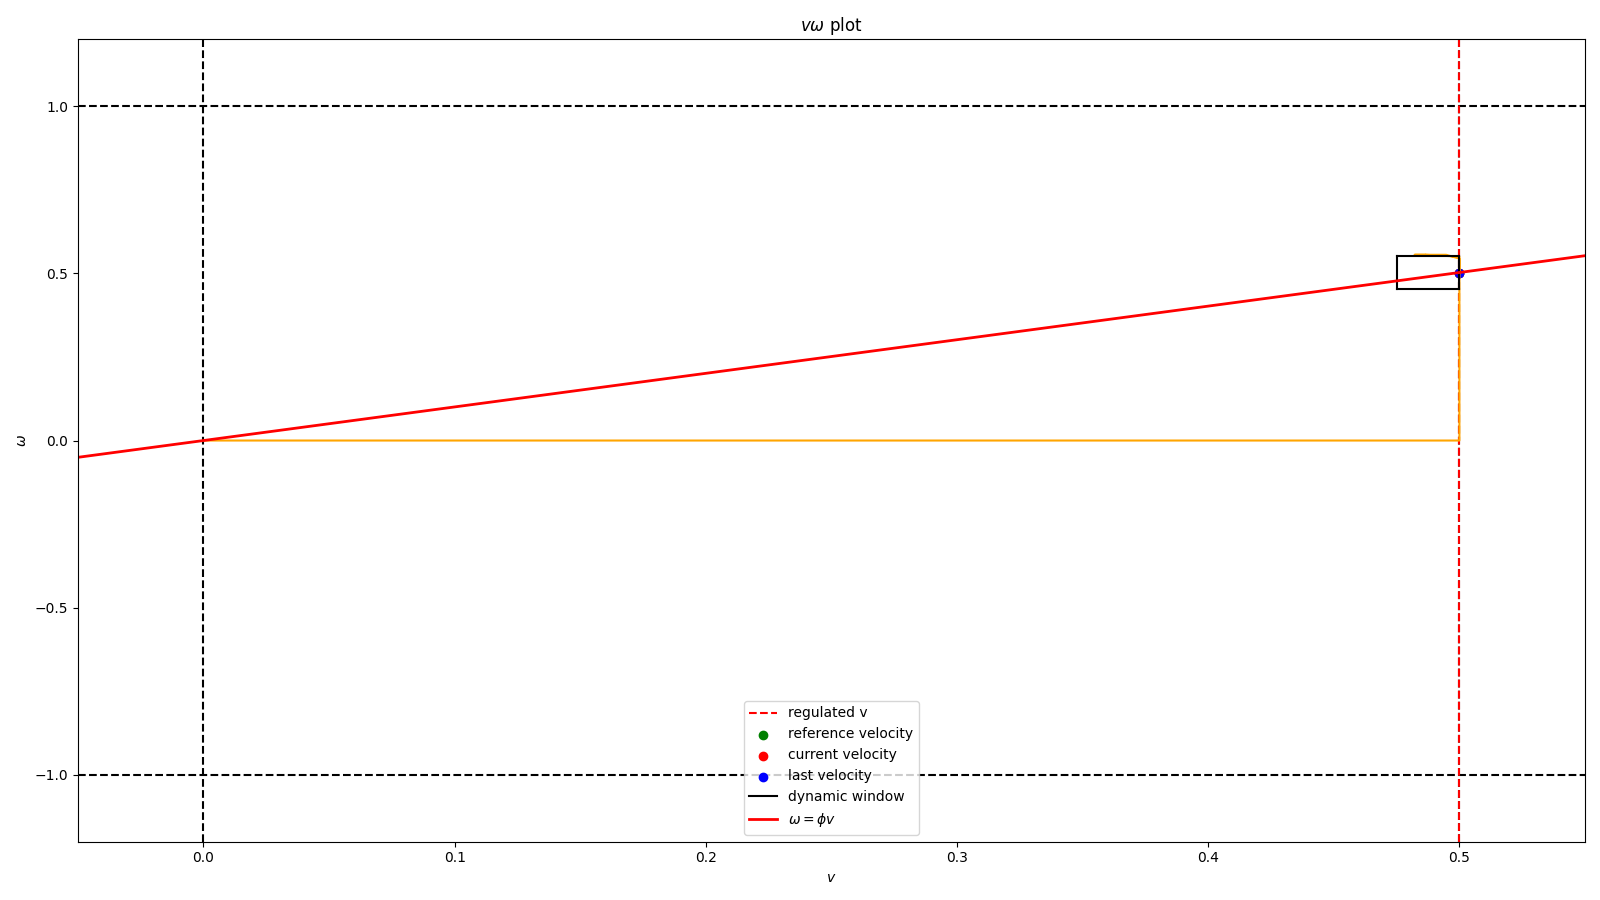 vω plot
1.0
0.5
0.0
−0.5
−1.0
ω
0.0 0.1 0.2 0.3 0.4 0.5
v
regulated v
reference velocity
current velocity
last velocity
dynamic window
ω = ϕv